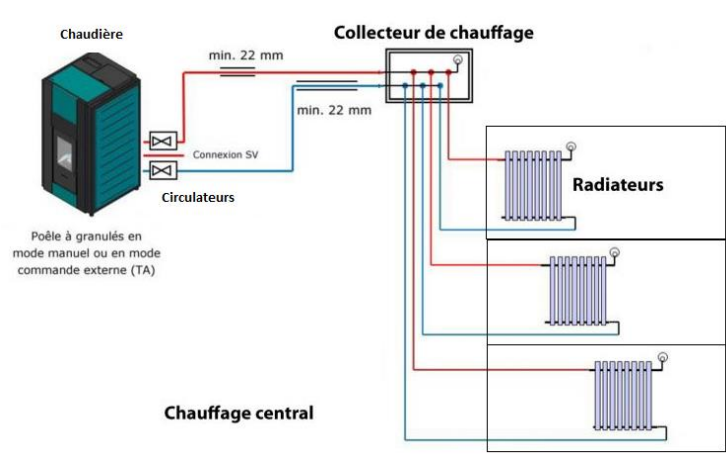 Chaudière
Collecteur de chauffage
min. 22 mm
min. 22 mm
Connexion SV
Circulateurs
Radiateurs
Poêle à granulés en
mode manuel ou en mode
commande externe (TA)
Chauffage central